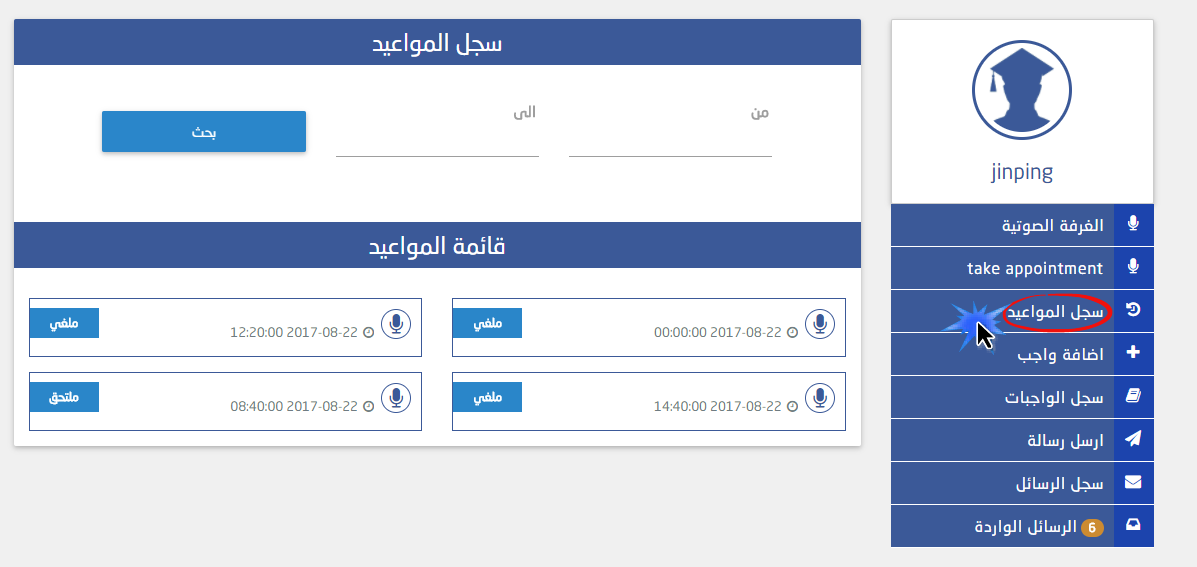 jinping
الغرفة الصوتية
take appointment
سجل المواعيد
اضافة واجب
سجل الواجبات
ارسل رسالة
سجل الرسائل
الرسائل الواردة 6
سجل المواعيد
من
الى
بحث
قائمة المواعيد
2017-08-22 00:00:00
ملغي
2017-08-22 12:20:00
ملغي
2017-08-22 14:40:00
ملغي
2017-08-22 08:40:00
ملتحق